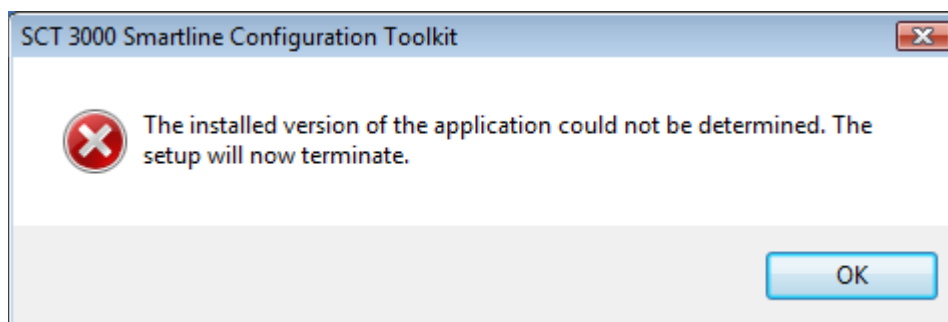 SCT 3000 Smartline Configuration Toolkit
The installed version of the application could not be determined. The
setup will now terminate.
OK